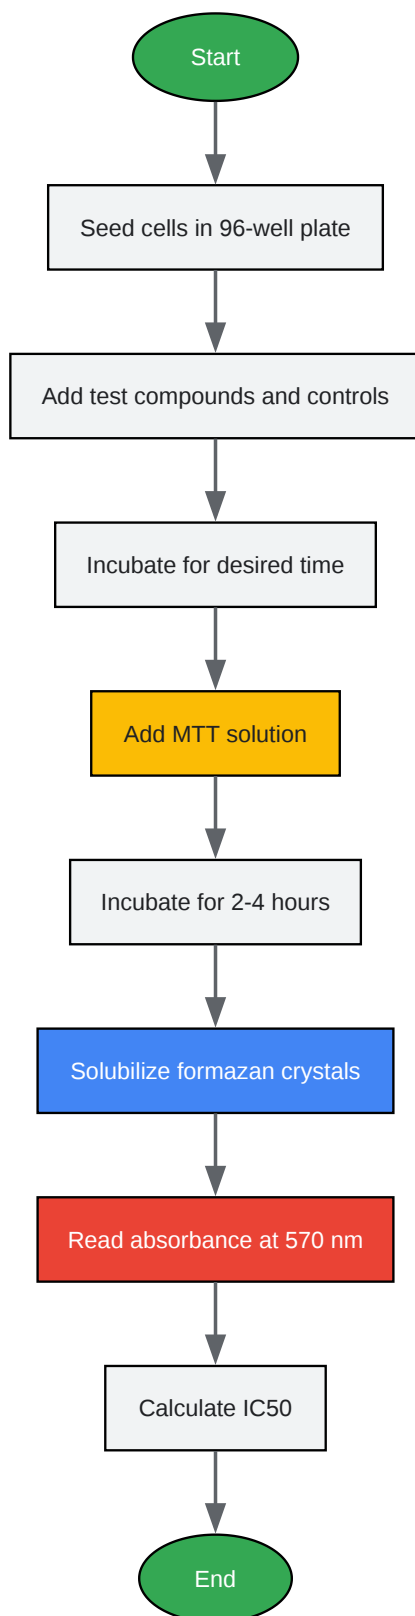 Start
Seed cells in 96-well plate
Add test compounds and controls
Incubate for desired time
Add MTT solution
Incubate for 2-4 hours
Solubilize formazan crystals
Read absorbance at 570 nm
Calculate IC50
End